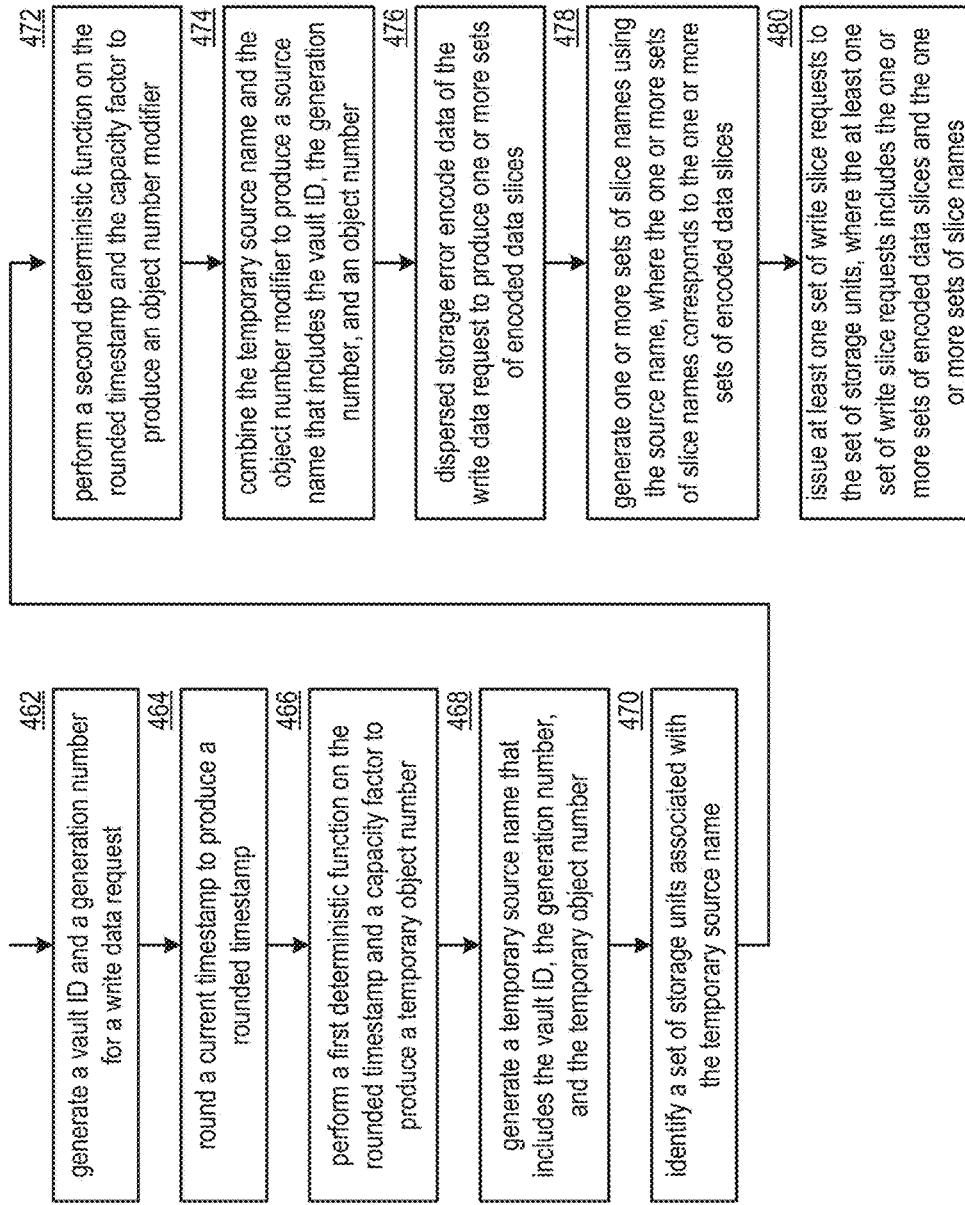 462
generate a vault ID and a generation number
for a write data request
464
round a current timestamp to produce a
rounded timestamp
466
perform a first deterministic function on the
rounded timestamp and a capacity factor to
produce a temporary object number
468
generate a temporary source name that
includes the vault ID, the generation number,
and the temporary object number
470
identify a set of storage units associated with
the temporary source name
472
perform a second deterministic function on the
rounded timestamp and the capacity factor to
produce an object number modifier
474
combine the temporary source name and the
object number modifier to produce a source
name that includes the vault ID, the generation
number, and an object number
476
dispersed storage error encode data of the
write data request to produce one or more sets
of encoded data slices
478
generate one or more sets of slice names using
the source name, where the one or more sets
of slice names corresponds to the one or more
sets of encoded data slices
480
issue at least one set of write slice requests to
the set of storage units, where the at least one
set of write slice requests includes the one or
more sets of encoded data slices and the one
or more sets of slice names